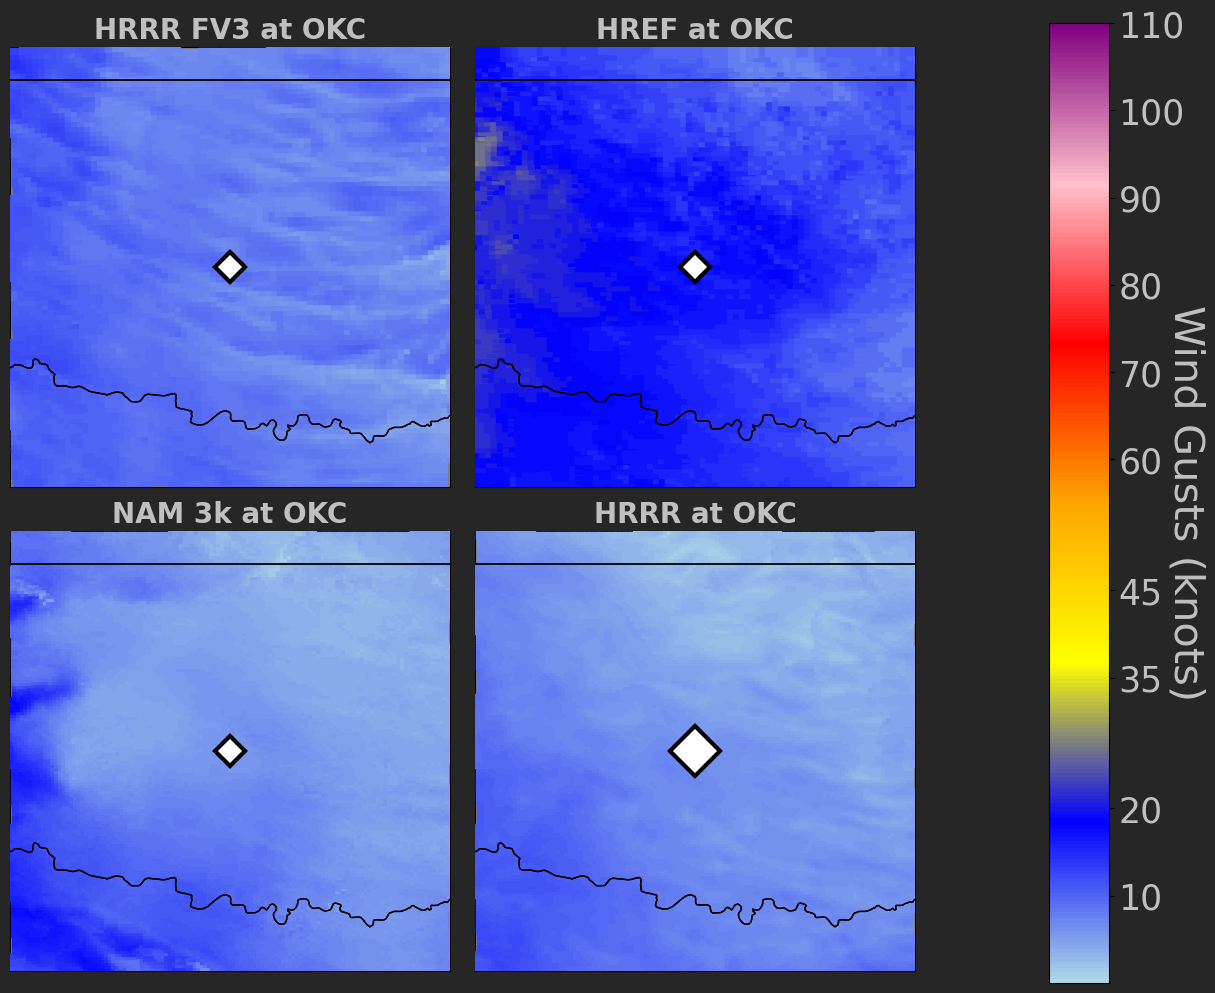 HRRR FV3 at OKC
HREF at OKC
NAM 3k at OKC
HRRR at OKC
110
100
90
80
70
60
45
35
20
10
Wind Gusts (knots)